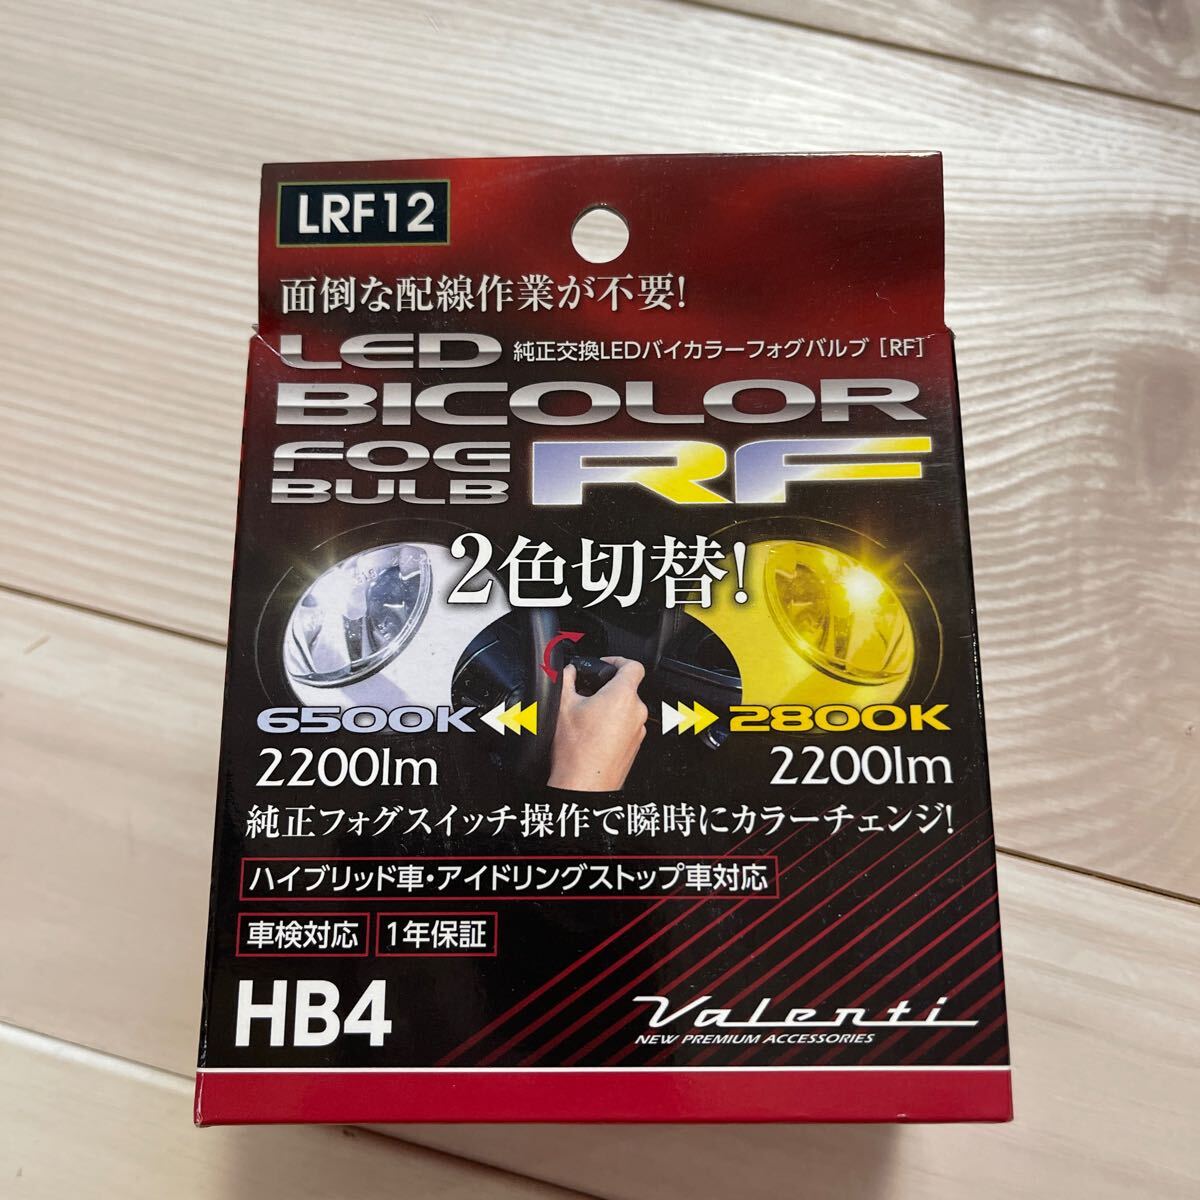 LRF12
面倒な配線作業が不要!
LED 純正交換LEDバイカラーフォグバルブ［RF］
BICOLOR
FOG BULB RF
2色切替!
6500K 2800K
2200lm 2200lm
純正フォグスイッチ操作で瞬時にカラーチェンジ!
ハイブリッド車・アイドリングストップ車対応
車検対応 1年保証
HB4
Valenti
NEW PREMIUM ACCESSORIES